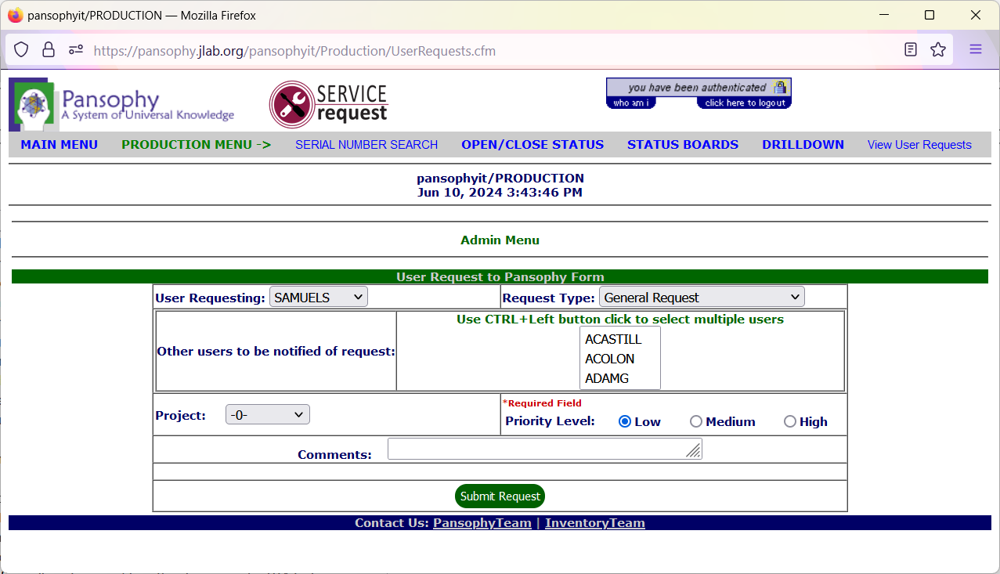 pansophyit/PRODUCTION — Mozilla Firefox
https://pansophy.jlab.org/pansophyit/Production/UserRequests.cfm
Pansophy
A System of Universal Knowledge
SERVICE
request
you have been authenticated
who am i
click here to logout
MAIN MENU PRODUCTION MENU -> SERIAL NUMBER SEARCH OPEN/CLOSE STATUS STATUS BOARDS DRILLDOWN View User Requests
pansophyit/PRODUCTION
Jun 10, 2024 3:43:46 PM
Admin Menu
User Request to Pansophy Form
User Requesting: SAMUELS Request Type: General Request
Use CTRL+Left button click to select multiple users
Other users to be notified of request:
ACASTILL
ACOLON
ADAMG
Project: -0-
*Required Field
Priority Level: Low Medium High
Comments:
Submit Request
Contact Us: PansophyTeam | InventoryTeam